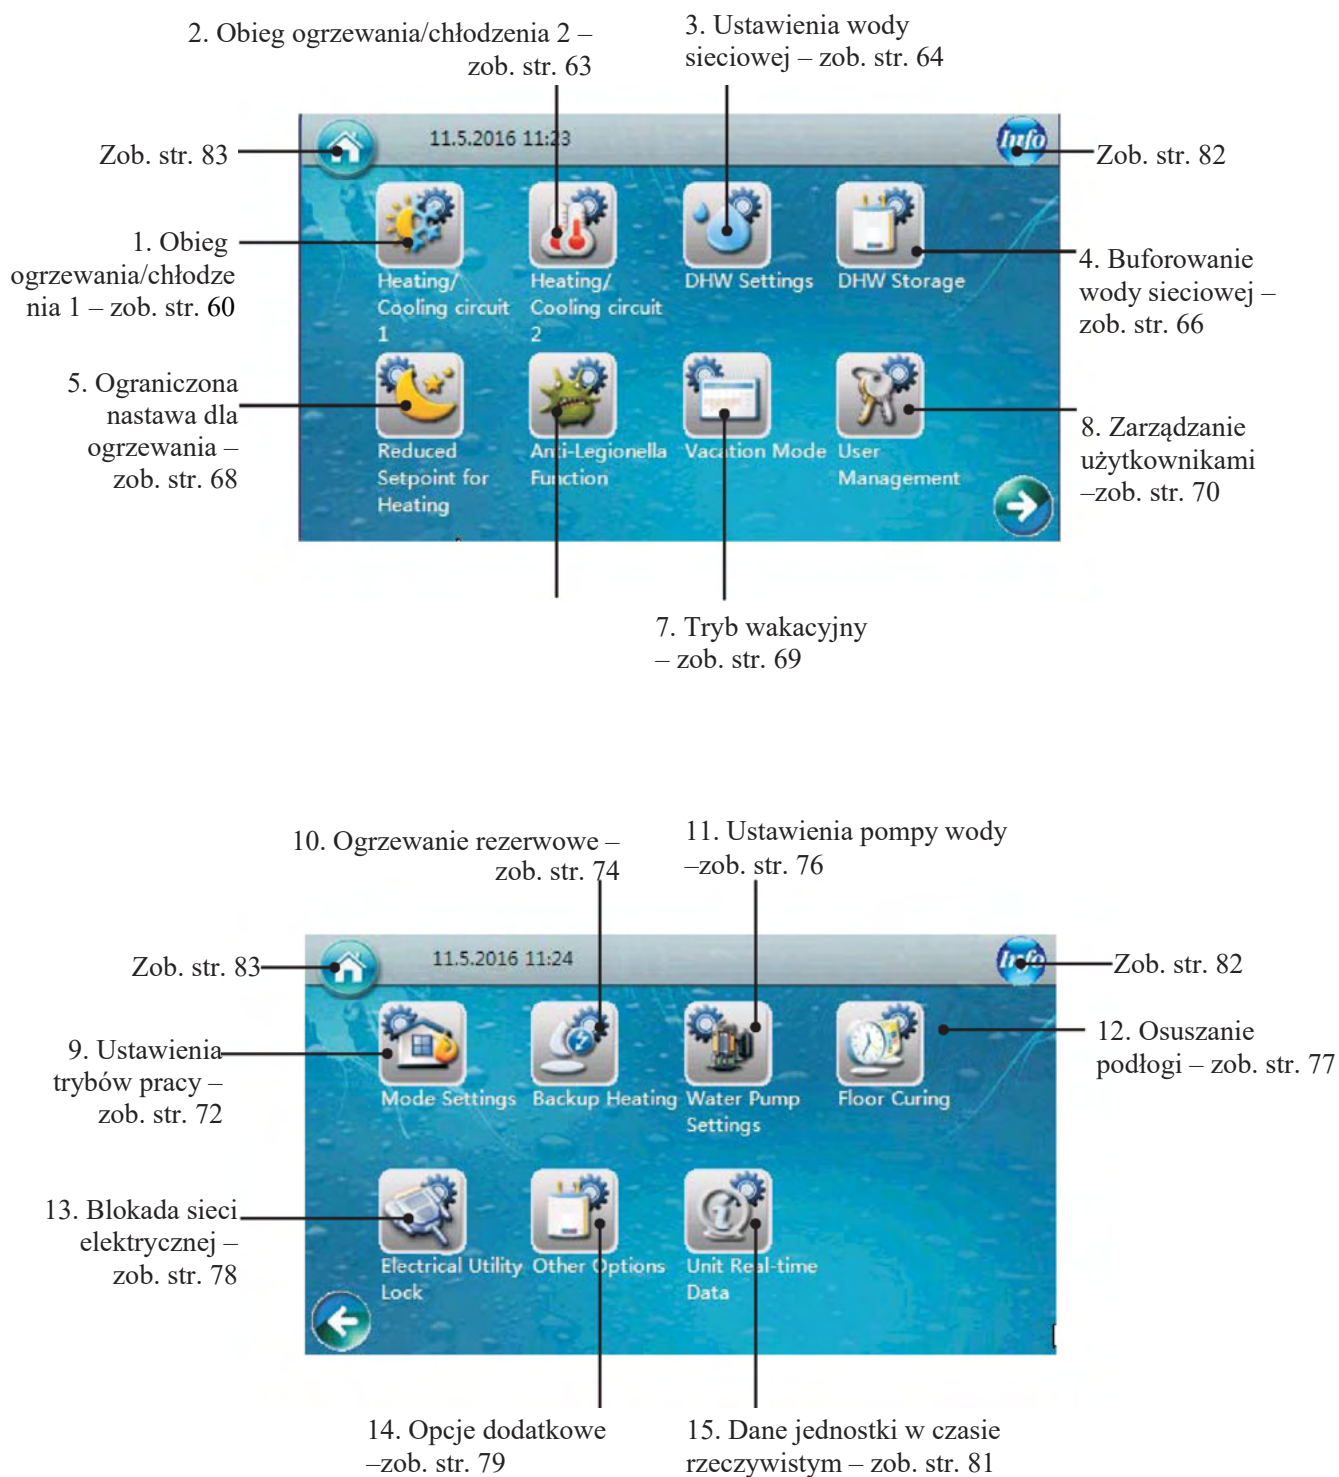 2. Obieg ogrzewania/chłodzenia 2 –
zob. str. 63
3. Ustawienia wody
sieciowej – zob. str. 64
Zob. str. 83
11.5.2016 11:23
Info
Zob. str. 82
1. Obieg
ogrzewania/chłodze
nia 1 – zob. str. 60
Heating/
Cooling circuit
1
Heating/
Cooling circuit
2
DHW Settings
DHW Storage
4. Buforowanie
wody sieciowej –
zob. str. 66
5. Ograniczona
nastawa dla
ogrzewania –
zob. str. 68
Reduced
Setpoint for
Heating
Anti-Legionella
Function
Vacation Mode
User
Management
8. Zarządzanie
użytkownikami
–zob. str. 70
7. Tryb wakacyjny
– zob. str. 69
10. Ogrzewanie rezerwowe –
zob. str. 74
11. Ustawienia pompy wody
–zob. str. 76
Zob. str. 83
11.5.2016 11:24
Info
Zob. str. 82
9. Ustawienia
trybów pracy –
zob. str. 72
Mode Settings
Backup Heating
Water Pump
Settings
Floor Curing
12. Osuszanie
podłogi – zob. str. 77
13. Blokada sieci
elektrycznej –
zob. str. 78
Electrical Utility
Lock
Other Options
Unit Real-time
Data
14. Opcje dodatkowe
–zob. str. 79
15. Dane jednostki w czasie
rzeczywistym – zob. str. 81